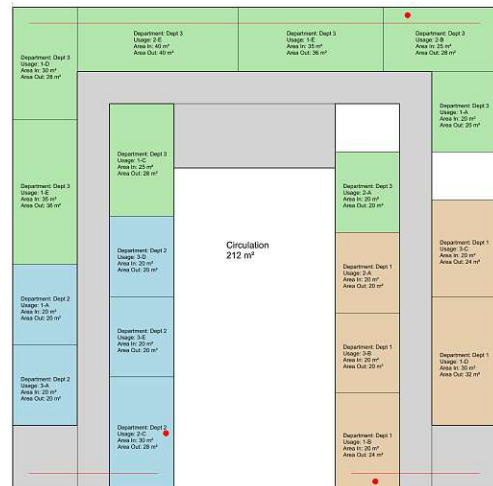 Department: Dept 3
Usage: 1-D
Area In: 30 m²
Area Out: 28 m²
Department: Dept 3
Usage: 2-E
Area In: 40 m²
Area Out: 40 m²
Department: Dept 3
Usage: 1-E
Area In: 35 m²
Area Out: 36 m²
Department: Dept 3
Usage: 2-B
Area In: 25 m²
Area Out: 28 m²
Department: Dept 3
Usage: 1-A
Area In: 20 m²
Area Out: 20 m²
Department: Dept 3
Usage: 1-E
Area In: 35 m²
Area Out: 36 m²
Department: Dept 3
Usage: 1-C
Area In: 25 m²
Area Out: 28 m²
Department: Dept 3
Usage: 2-A
Area In: 20 m²
Area Out: 20 m²
Department: Dept 2
Usage: 3-D
Area In: 20 m²
Area Out: 20 m²
Circulation
212 m²
Department: Dept 1
Usage: 2-A
Area In: 20 m²
Area Out: 20 m²
Department: Dept 1
Usage: 3-C
Area In: 20 m²
Area Out: 24 m²
Department: Dept 2
Usage: 1-A
Area In: 20 m²
Area Out: 20 m²
Department: Dept 2
Usage: 3-E
Area In: 20 m²
Area Out: 20 m²
Department: Dept 1
Usage: 3-B
Area In: 20 m²
Area Out: 20 m²
Department: Dept 1
Usage: 1-D
Area In: 30 m²
Area Out: 32 m²
Department: Dept 2
Usage: 3-A
Area In: 20 m²
Area Out: 20 m²
Department: Dept 2
Usage: 2-C
Area In: 30 m²
Area Out: 28 m²
Department: Dept 1
Usage: 1-B
Area In: 20 m²
Area Out: 24 m²